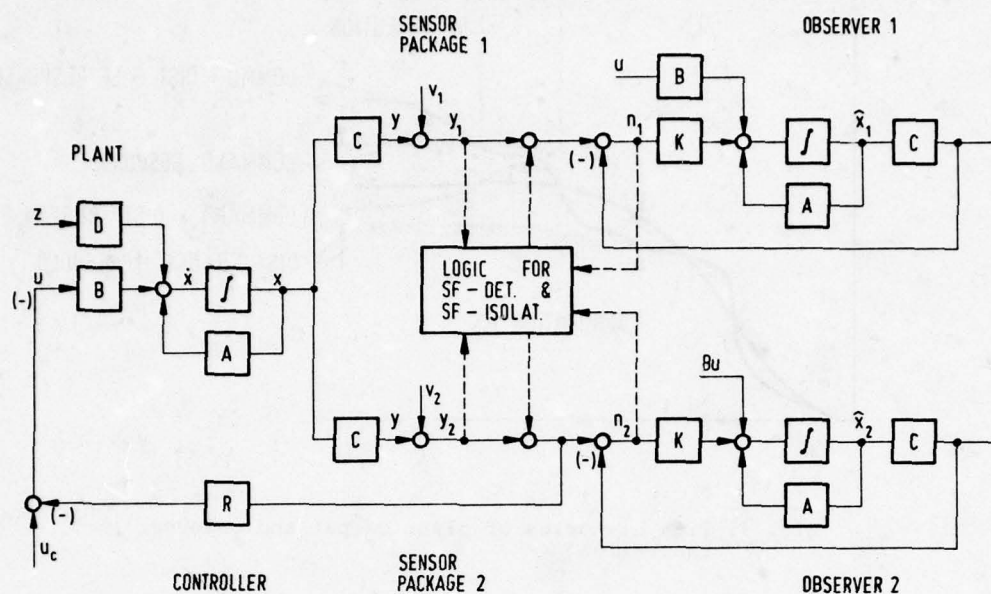 SENSOR
PACKAGE 1
OBSERVER 1
u
B
v₁
C
y
y₁
(-)
n₁
K
∫
x̂₁
C
A
PLANT
z
D
u
(-)
B
ẋ
∫
x
A
LOGIC FOR
SF-DET. &
SF-ISOLAT.
v₂
C
y
y₂
(-)
n₂
Bu
K
∫
x̂₂
C
A
R
(-)
u_c
CONTROLLER
SENSOR
PACKAGE 2
OBSERVER 2